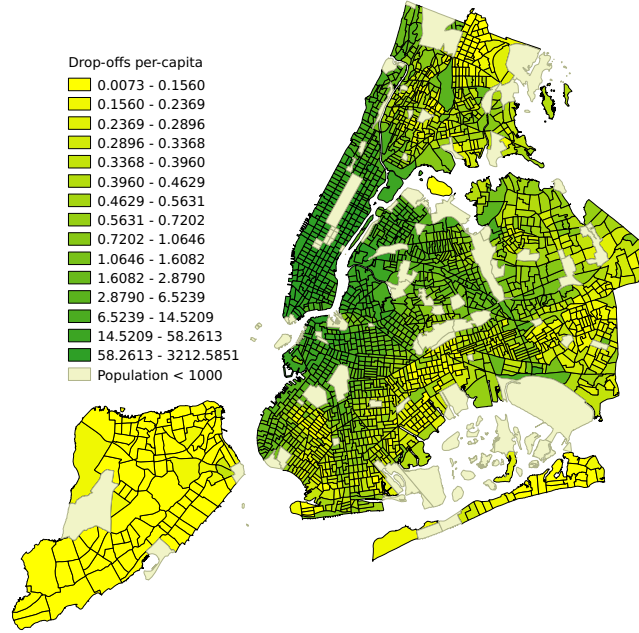 Drop-offs per-capita
0.0073 - 0.1560
0.1560 - 0.2369
0.2369 - 0.2896
0.2896 - 0.3368
0.3368 - 0.3960
0.3960 - 0.4629
0.4629 - 0.5631
0.5631 - 0.7202
0.7202 - 1.0646
1.0646 - 1.6082
1.6082 - 2.8790
2.8790 - 6.5239
6.5239 - 14.5209
14.5209 - 58.2613
58.2613 - 3212.5851
Population < 1000